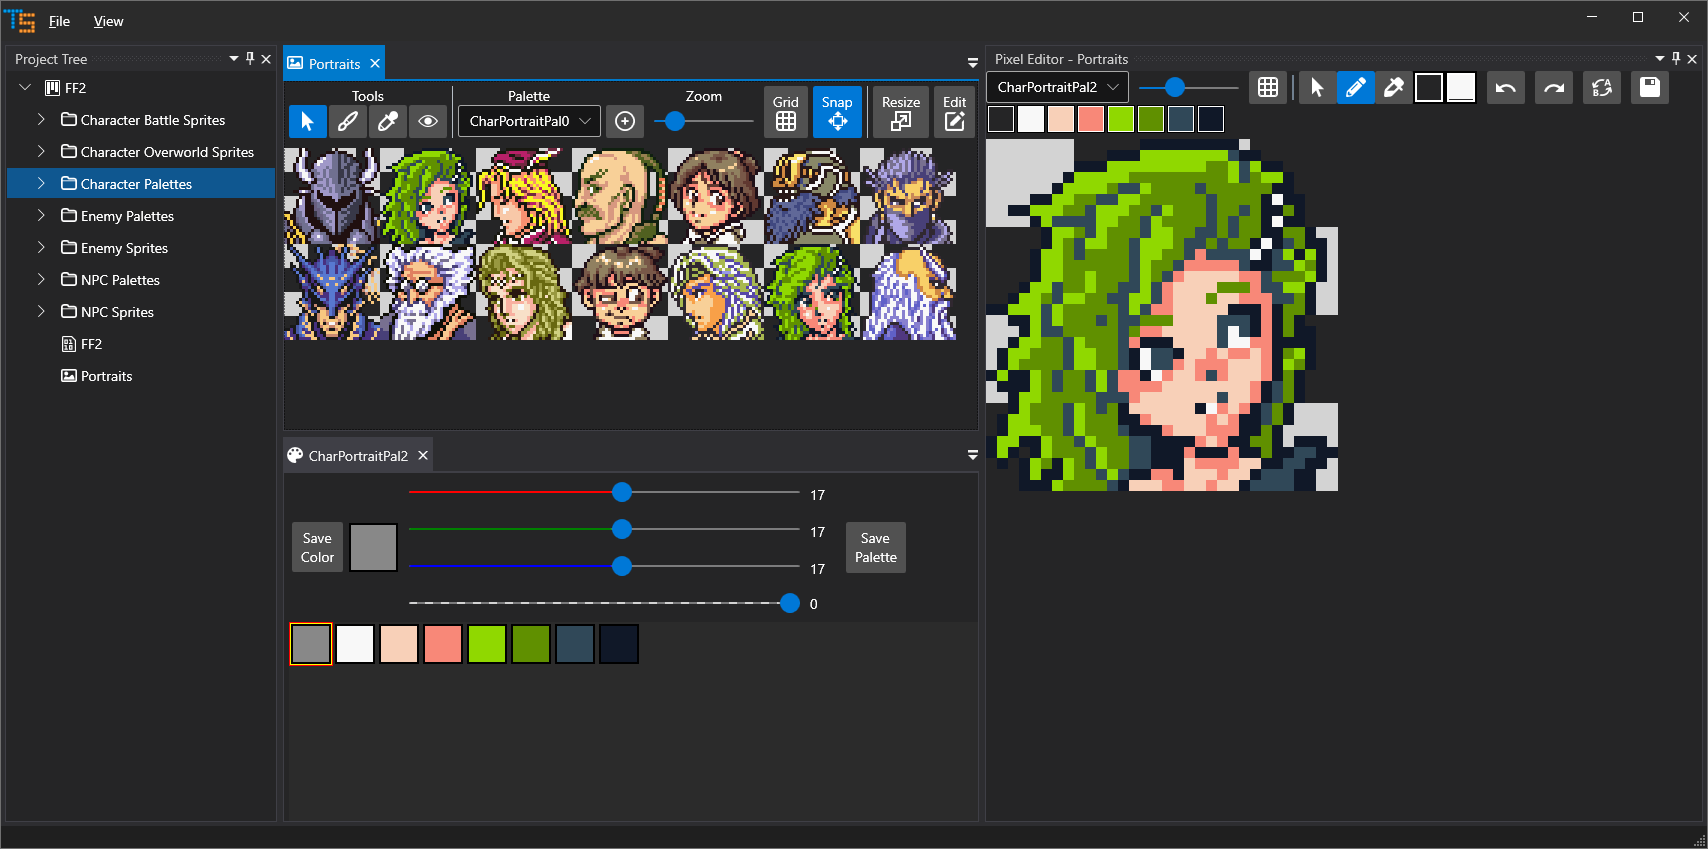 TS File View
Project Tree
FF2
Character Battle Sprites
Character Overworld Sprites
Character Palettes
Enemy Palettes
Enemy Sprites
NPC Palettes
NPC Sprites
FF2
Portraits
Portraits
Tools
Palette
Zoom
CharPortraitPal0
Grid
Snap
Resize
Edit
CharPortraitPal2
17
17
17
0
Save
Color
Save
Palette
Pixel Editor - Portraits
CharPortraitPal2